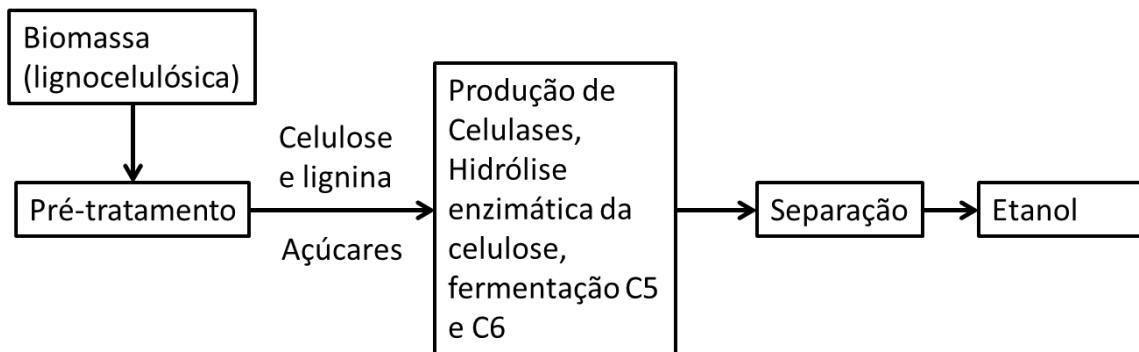 Biomassa
(lignocelulósica)
Pré-tratamento
Celulose
e lignina
Açúcares
Produção de
Celulases,
Hidrólise
enzimática da
celulose,
fermentação C5
e C6
Separação
Etanol